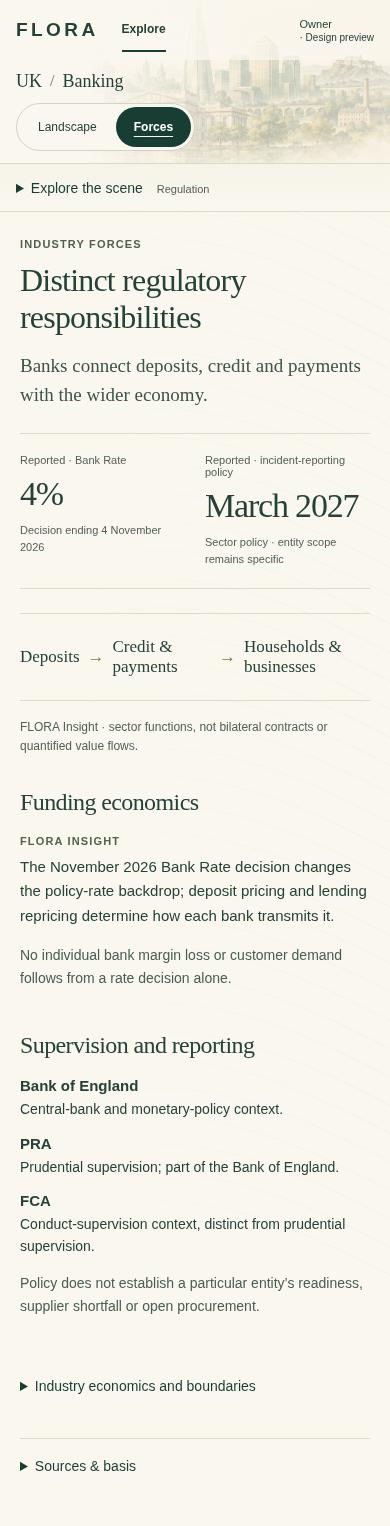 FLORA
Explore
Owner
· Design preview
UK / Banking
Landscape
Forces
▶ Explore the scene Regulation
INDUSTRY FORCES
Distinct regulatory
responsibilities
Banks connect deposits, credit and payments
with the wider economy.
Reported · Bank Rate
4%
Decision ending 4 November
2026
Reported · incident-reporting
policy
March 2027
Sector policy · entity scope
remains specific
Deposits → Credit &
payments → Households &
businesses
FLORA Insight · sector functions, not bilateral contracts or
quantified value flows.
Funding economics
FLORA INSIGHT
The November 2026 Bank Rate decision changes
the policy-rate backdrop; deposit pricing and lending
repricing determine how each bank transmits it.
No individual bank margin loss or customer demand
follows from a rate decision alone.
Supervision and reporting
Bank of England
Central-bank and monetary-policy context.
PRA
Prudential supervision; part of the Bank of England.
FCA
Conduct-supervision context, distinct from prudential
supervision.
Policy does not establish a particular entity's readiness,
supplier shortfall or open procurement.
▶ Industry economics and boundaries
▶ Sources & basis